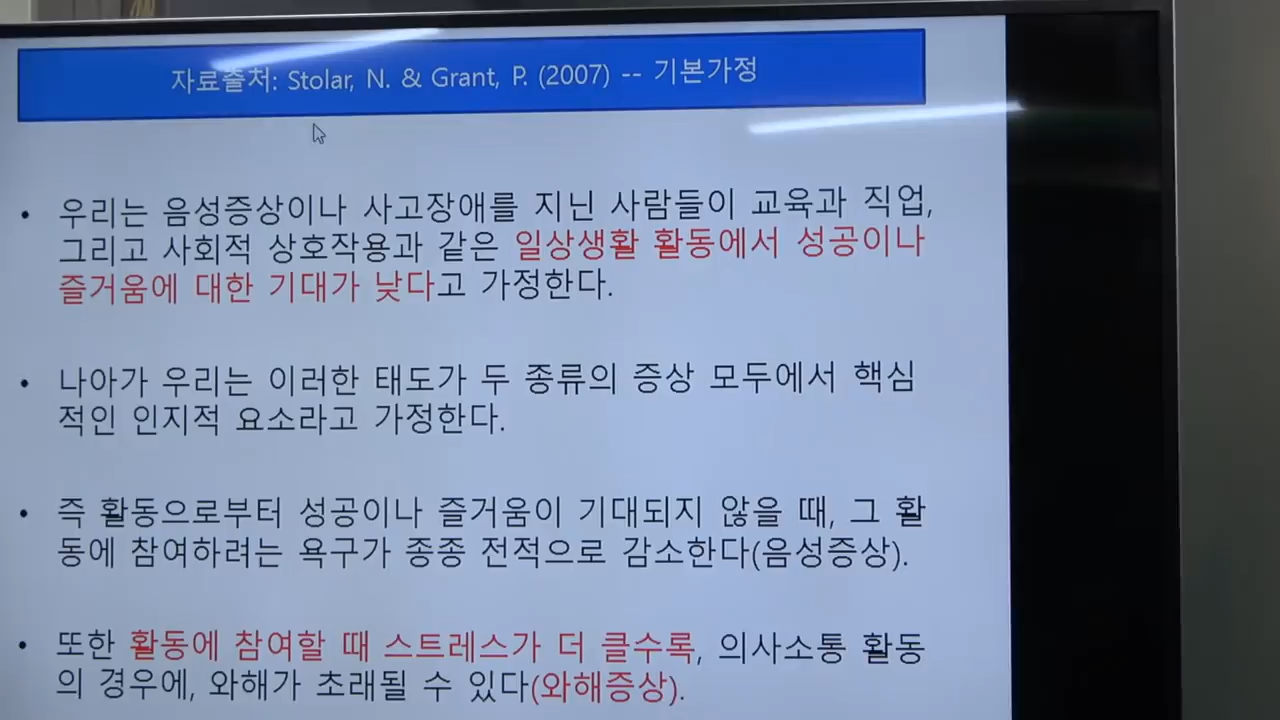 자료출처: Stolar, N. & Grant, P. (2007) -- 기본가정
• 우리는 음성증상이나 사고장애를 지닌 사람들이 교육과 직업,
그리고 사회적 상호작용과 같은 일상생활 활동에서 성공이나
즐거움에 대한 기대가 낮다고 가정한다.
• 나아가 우리는 이러한 태도가 두 종류의 증상 모두에서 핵심
적인 인지적 요소라고 가정한다.
• 즉 활동으로부터 성공이나 즐거움이 기대되지 않을 때, 그 활
동에 참여하려는 욕구가 종종 전적으로 감소한다(음성증상).
• 또한 활동에 참여할 때 스트레스가 더 클수록, 의사소통 활동
의 경우에, 와해가 초래될 수 있다(와해증상).